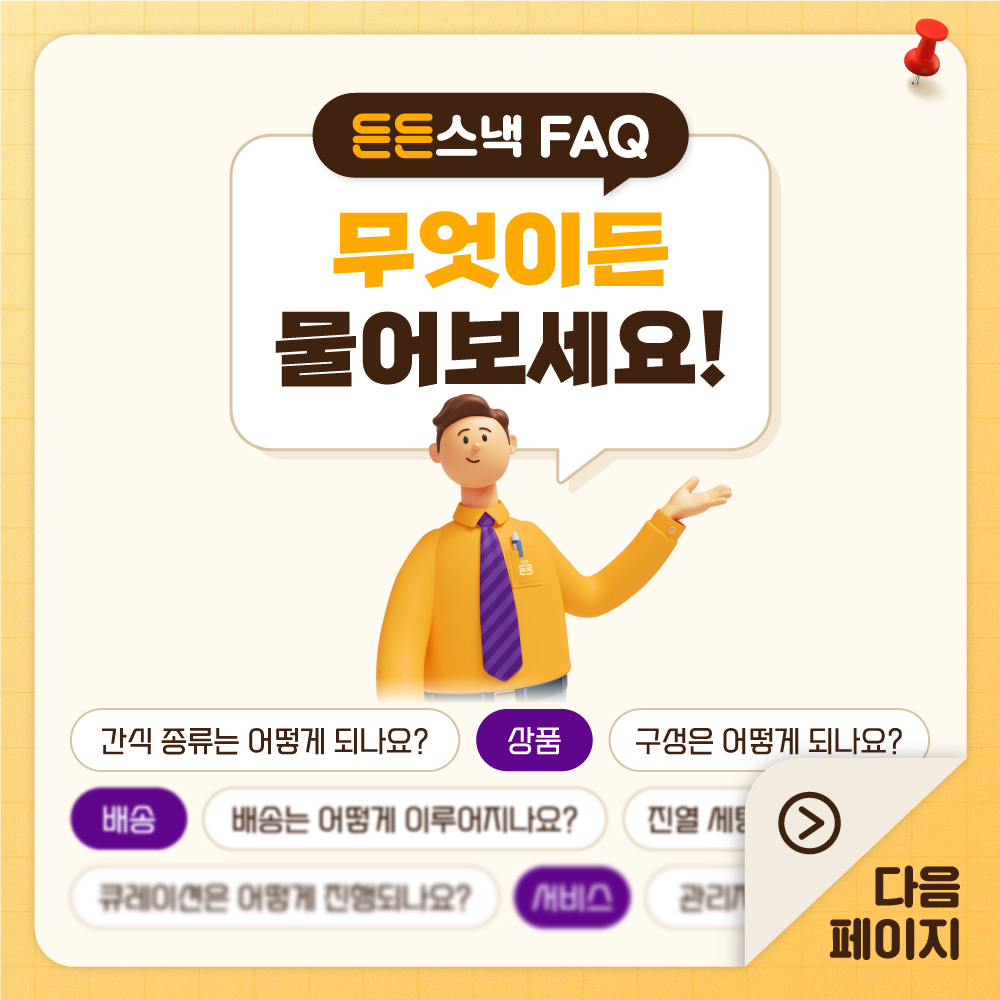 든든스낵 FAQ
무엇이든
물어보세요!
든든
간식 종류는 어떻게 되나요?
상품
구성은 어떻게 되나요?
배송
배송는 어떻게 이루어지나요?
진열 세팅
큐레이션은 어떻게 진행되나요?
서비스
관리
다음
페이지